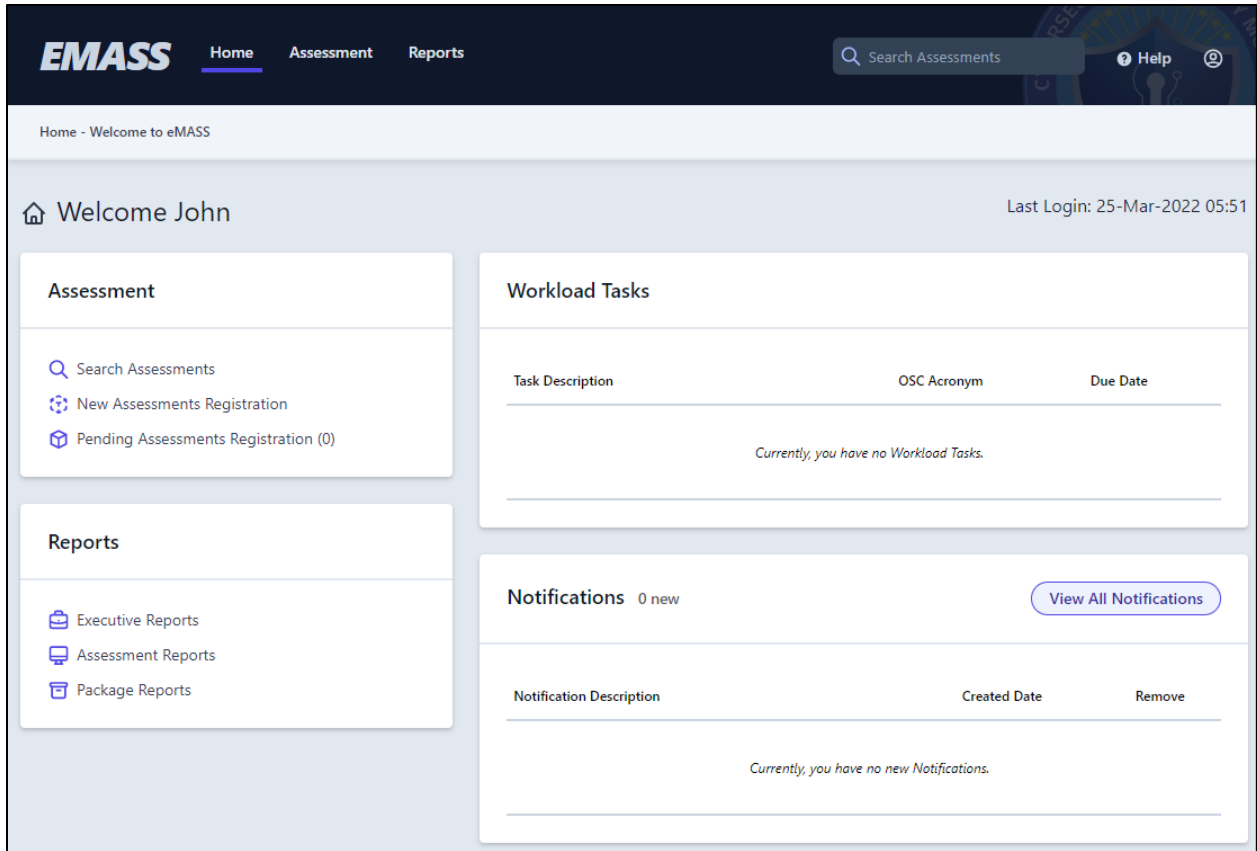 EMASS Home Assessment Reports Search Assessments Help
Home - Welcome to eMASS
Welcome John
Last Login: 25-Mar-2022 05:51
Assessment
Search Assessments
New Assessments Registration
Pending Assessments Registration (0)
Reports
Executive Reports
Assessment Reports
Package Reports
Workload Tasks
Task Description OSC Acronym Due Date
Currently, you have no Workload Tasks.
Notifications 0 new View All Notifications
Notification Description Created Date Remove
Currently, you have no new Notifications.